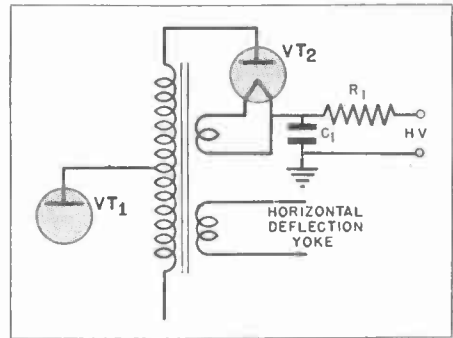 VT2
R1
C1
HV
VT1
HORIZONTAL
DEFLECTION
YOKE